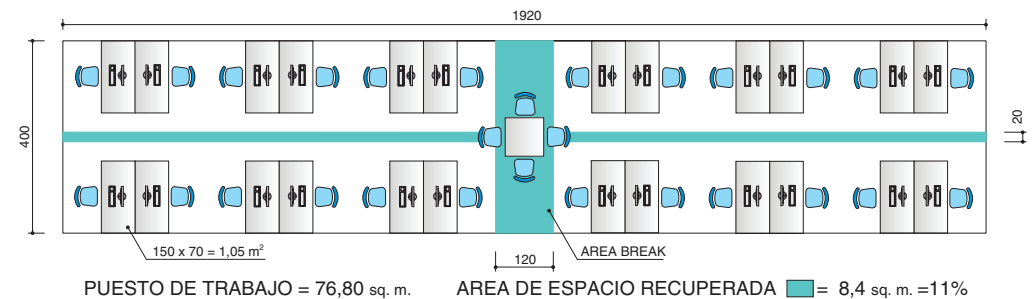 1920
400
20
150 x 70 = 1,05 m²
120
AREA BREAK
PUESTO DE TRABAJO = 76,80 sq. m.
AREA DE ESPACIO RECUPERADA = 8,4 sq. m. =11%